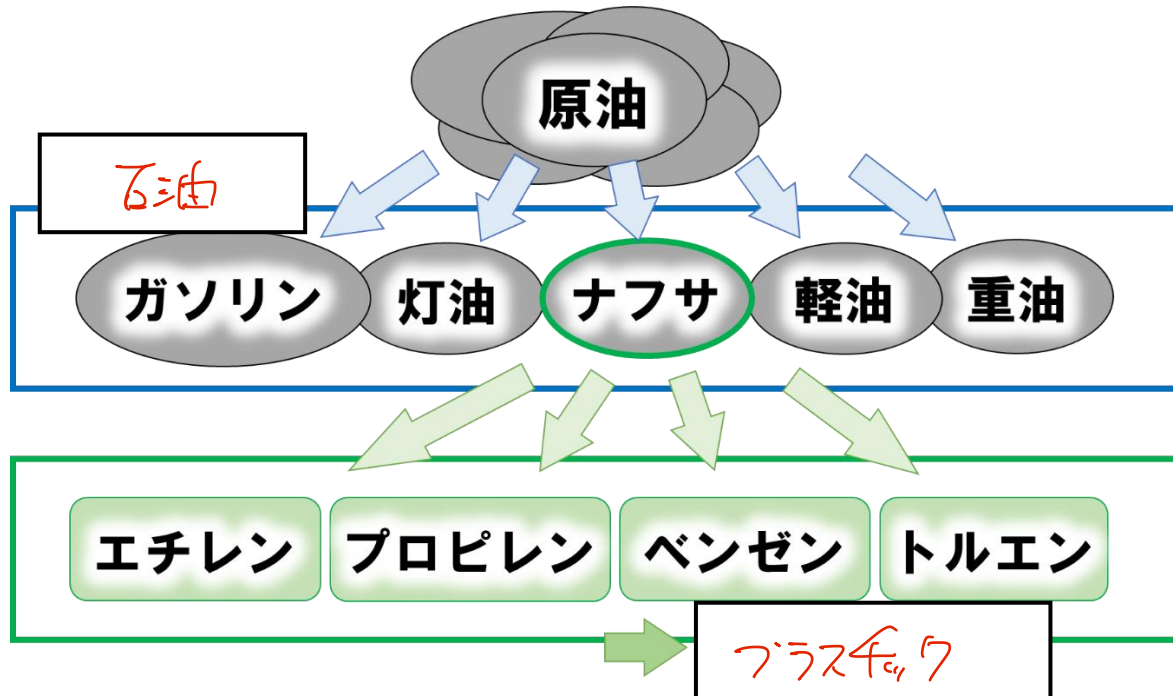 原油
石油
ガソリン 灯油 ナフサ 軽油 重油
エチレン プロピレン ベンゼン トルエン
プラスチック